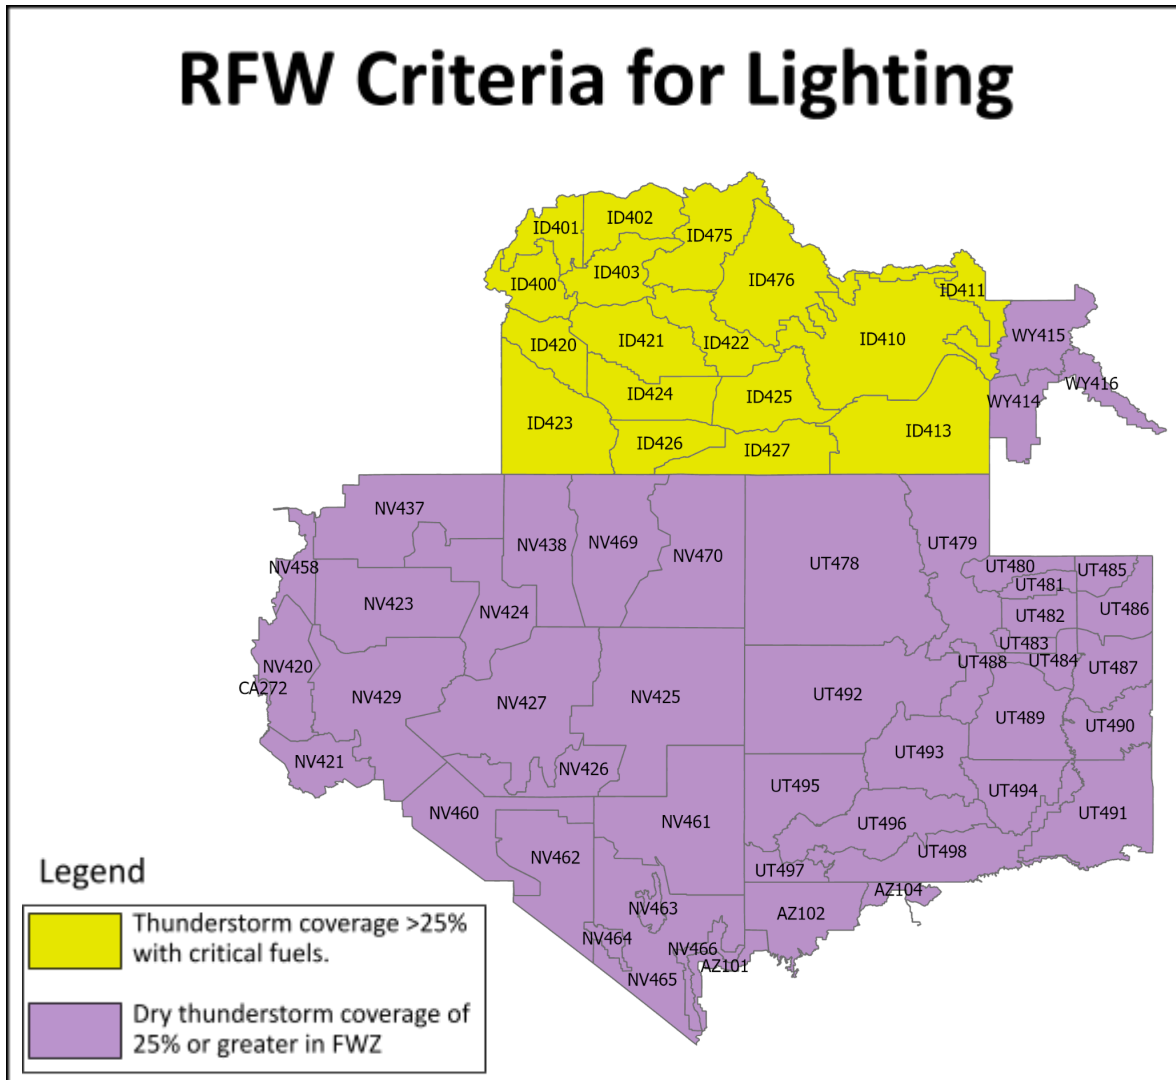 RFW Criteria for Lighting
ID401
ID402
ID475
ID403
ID476
ID400
ID411
ID420
ID421
ID422
ID410
WY415
ID424
ID425
WY416
WY414
ID423
ID426
ID427
ID413
NV437
NV438
NV469
NV470
UT478
UT479
NV458
UT480
UT485
UT481
NV423
NV424
UT482
UT486
UT483
NV420
UT488
UT484
UT487
CA272
NV429
NV427
NV425
UT492
UT489
UT490
UT493
NV421
NV426
UT495
UT494
NV460
NV461
UT496
UT491
NV462
UT498
UT497
AZ104
NV463
AZ102
NV464
NV466
AZ101
NV465
Legend
Thunderstorm coverage >25%
with critical fuels.
Dry thunderstorm coverage of
25% or greater in FWZ